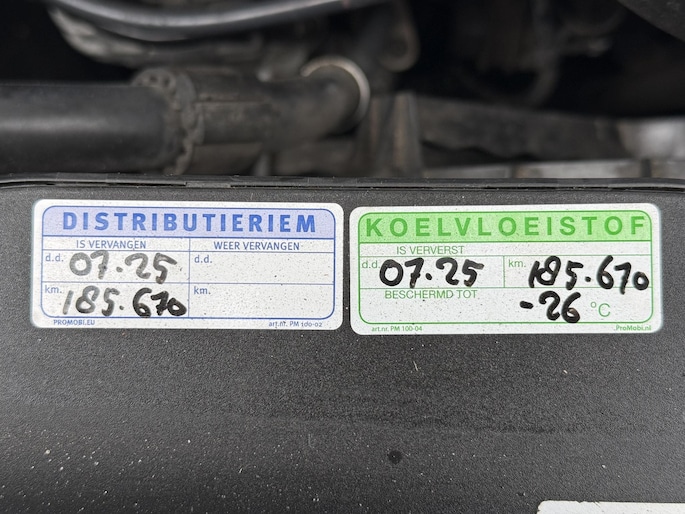 DISTRIBUTIERIEM
IS VERVANGEN WEER VERVANGEN
d.d. 07.25 d.d.
km. 185.670 km.
PROMOBI.EU art.nr. PM 100-02
KOELVLOEISTOF
IS VERVERST
d.d. 07.25 km. 185.670
BESCHERMD TOT -26 °C
art.nr. PM 100-04 ProMobi.nl